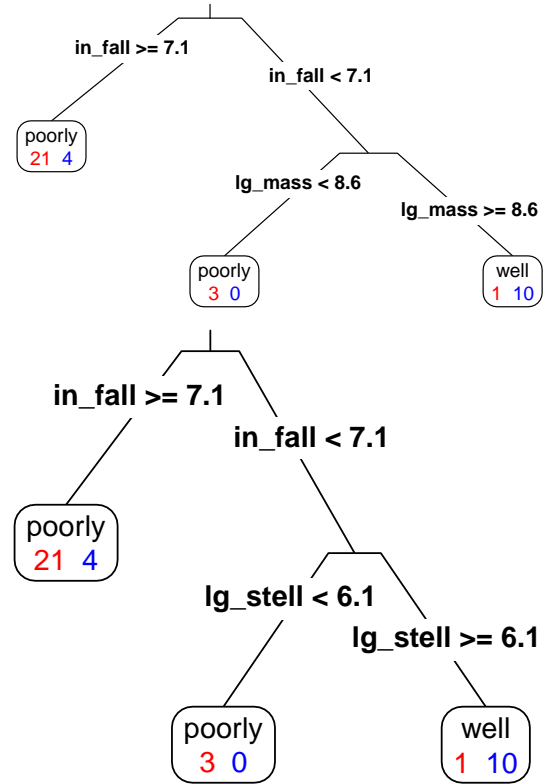 in_fall >= 7.1
in_fall < 7.1
poorly
21 4
lg_mass < 8.6
lg_mass >= 8.6
poorly
3 0
well
1 10
in_fall >= 7.1
in_fall < 7.1
poorly
21 4
lg_stell < 6.1
lg_stell >= 6.1
poorly
3 0
well
1 10